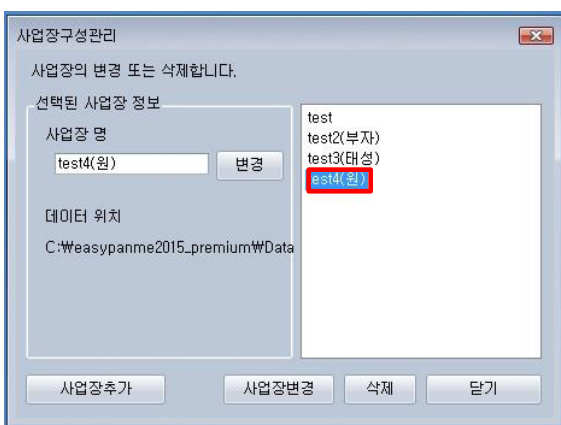 사업장구성관리
사업장의 변경 또는 삭제합니다.
선택된 사업장 정보
사업장 명
test4(원)
변경
데이터 위치
C:₩easypanme2015_premium₩Data
test
test2(부자)
test3(태성)
test4(원)
사업장추가
사업장변경
삭제
닫기